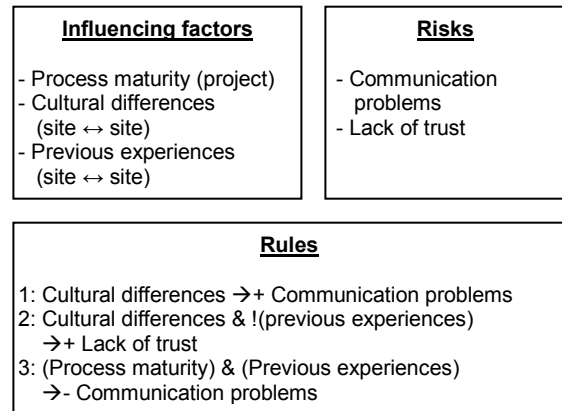 Influencing factors
- Process maturity (project)
- Cultural differences
(site ↔ site)
- Previous experiences
(site ↔ site)
Risks
- Communication
problems
- Lack of trust
Rules
1: Cultural differences →+ Communication problems
2: Cultural differences & !(previous experiences)
→+ Lack of trust
3: (Process maturity) & (Previous experiences)
→- Communication problems